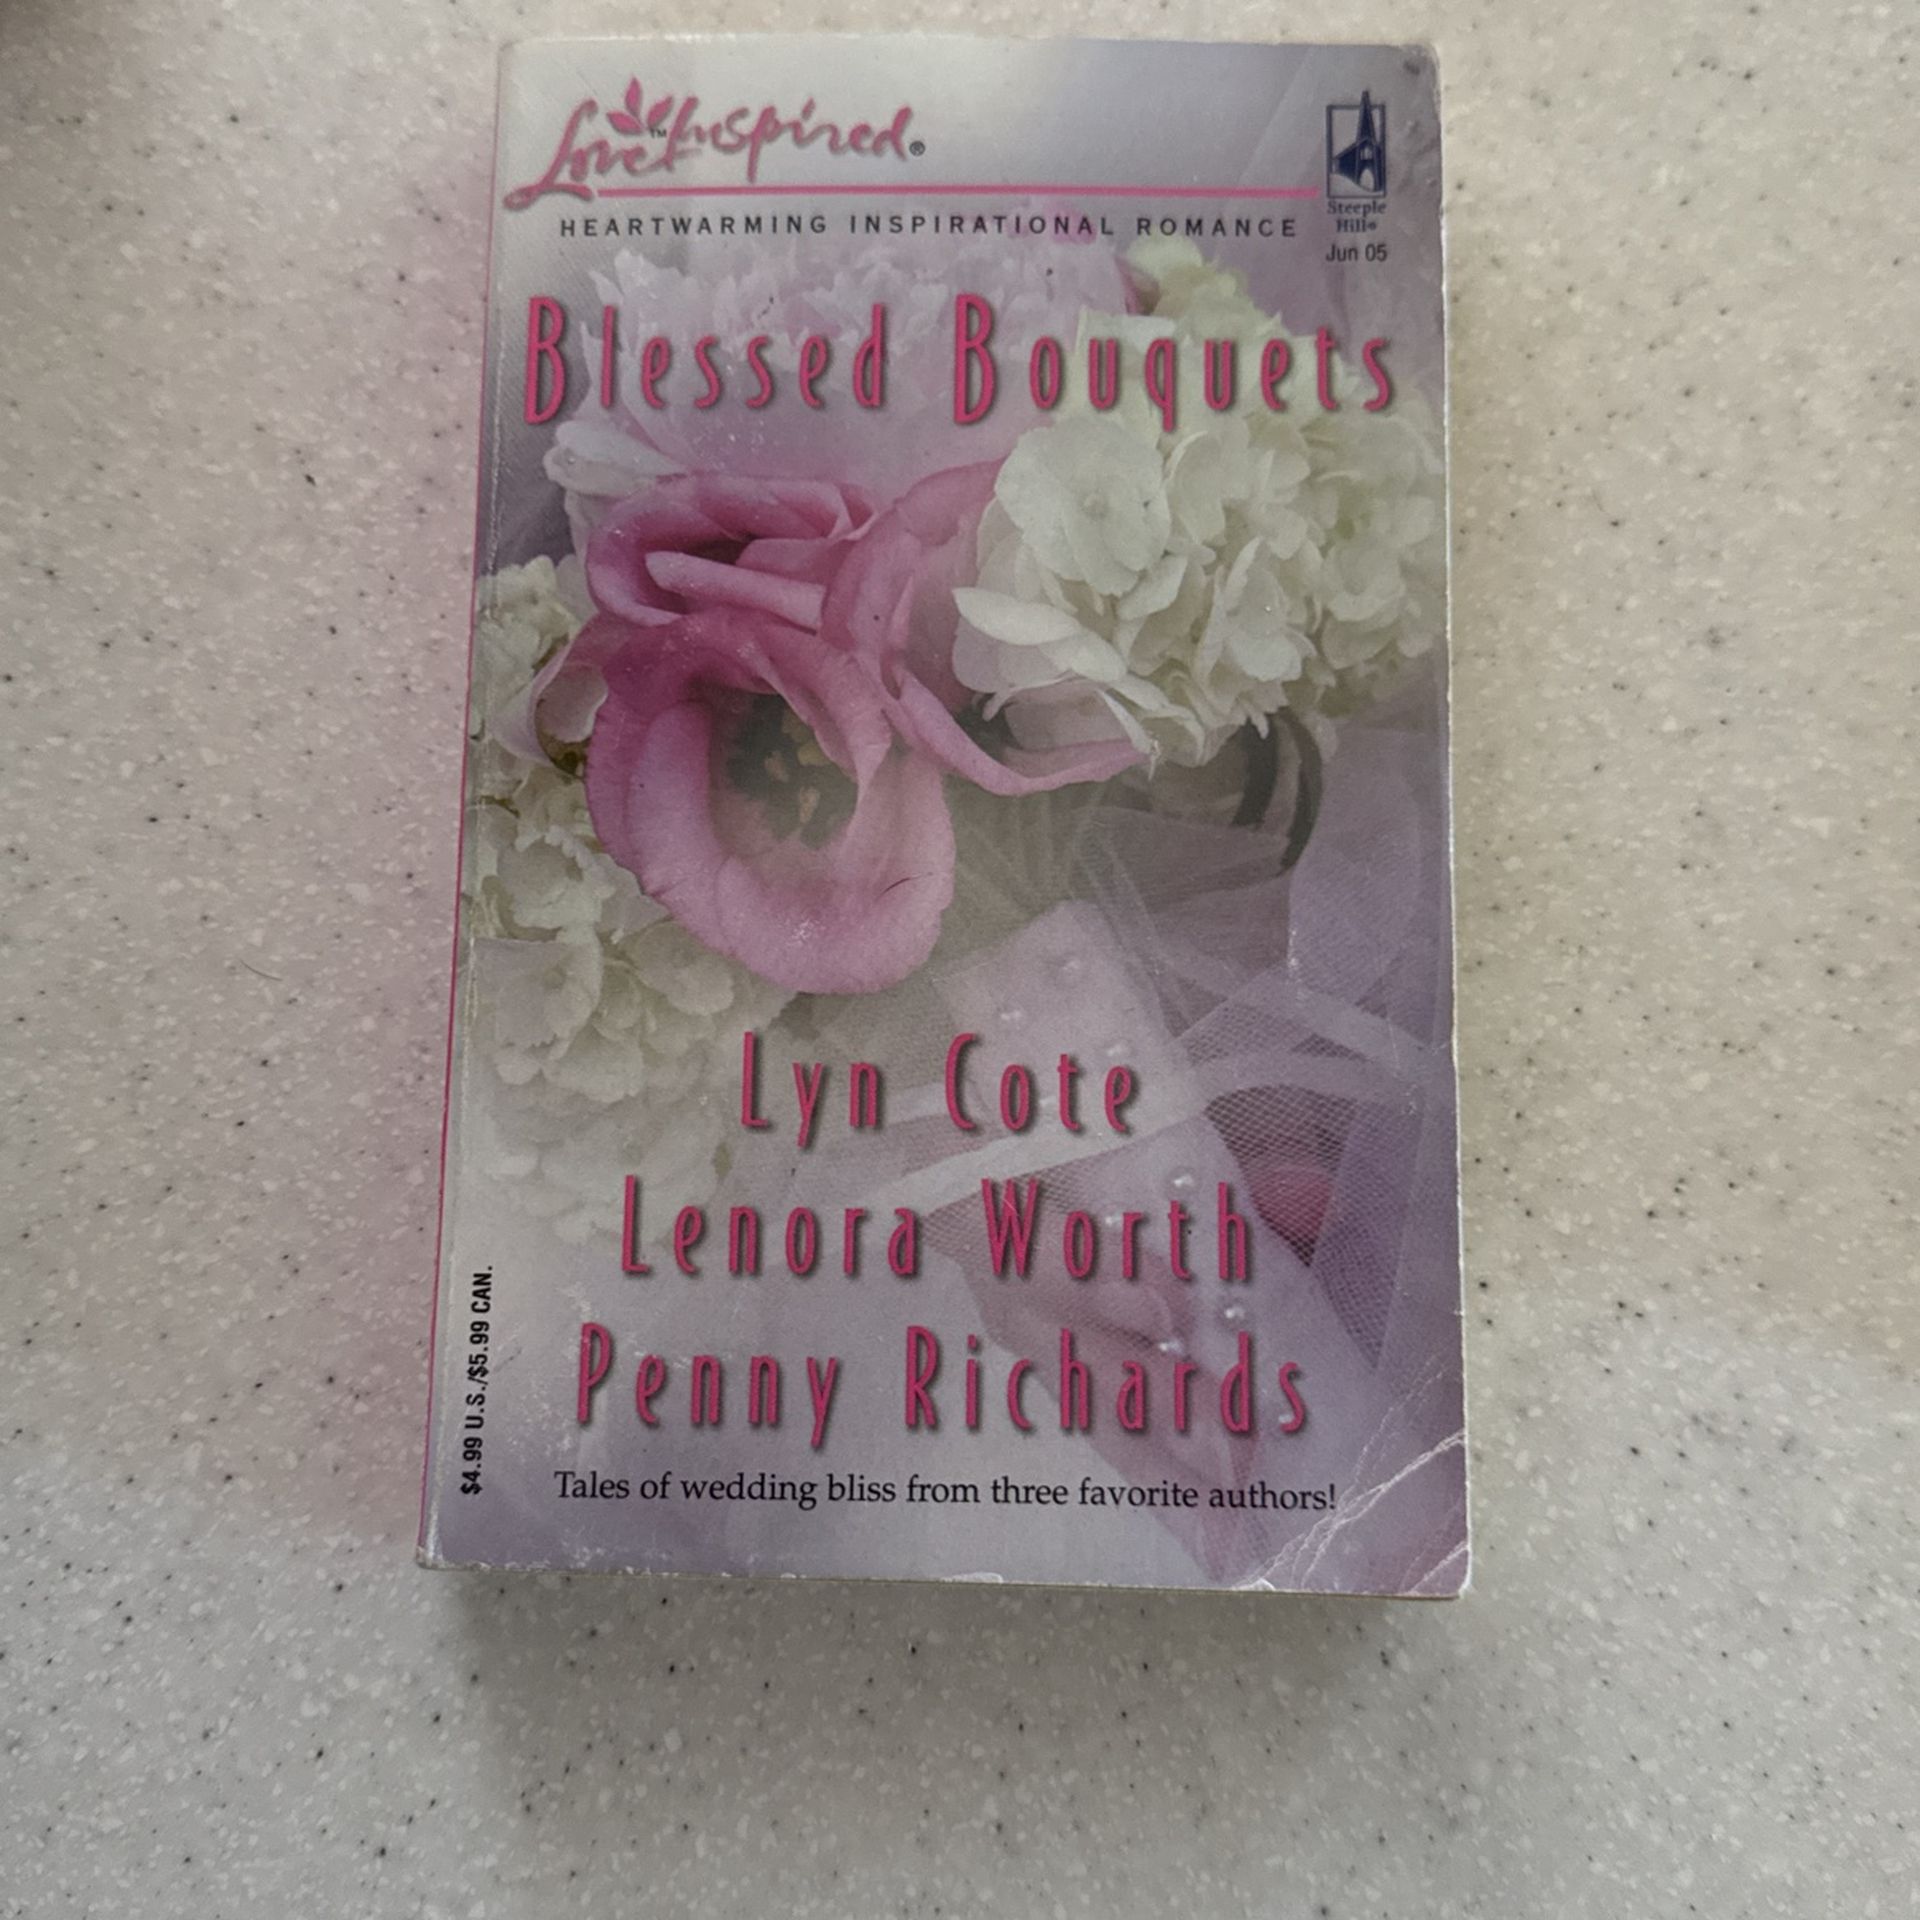 Love Inspired®
HEARTWARMING INSPIRATIONAL ROMANCE
Steeple
Hill®
Jun 05
Blessed Bouquets
Lyn Cote
Lenora Worth
Penny Richards
$4.99 U.S./$5.99 CAN.
Tales of wedding bliss from three favorite authors!